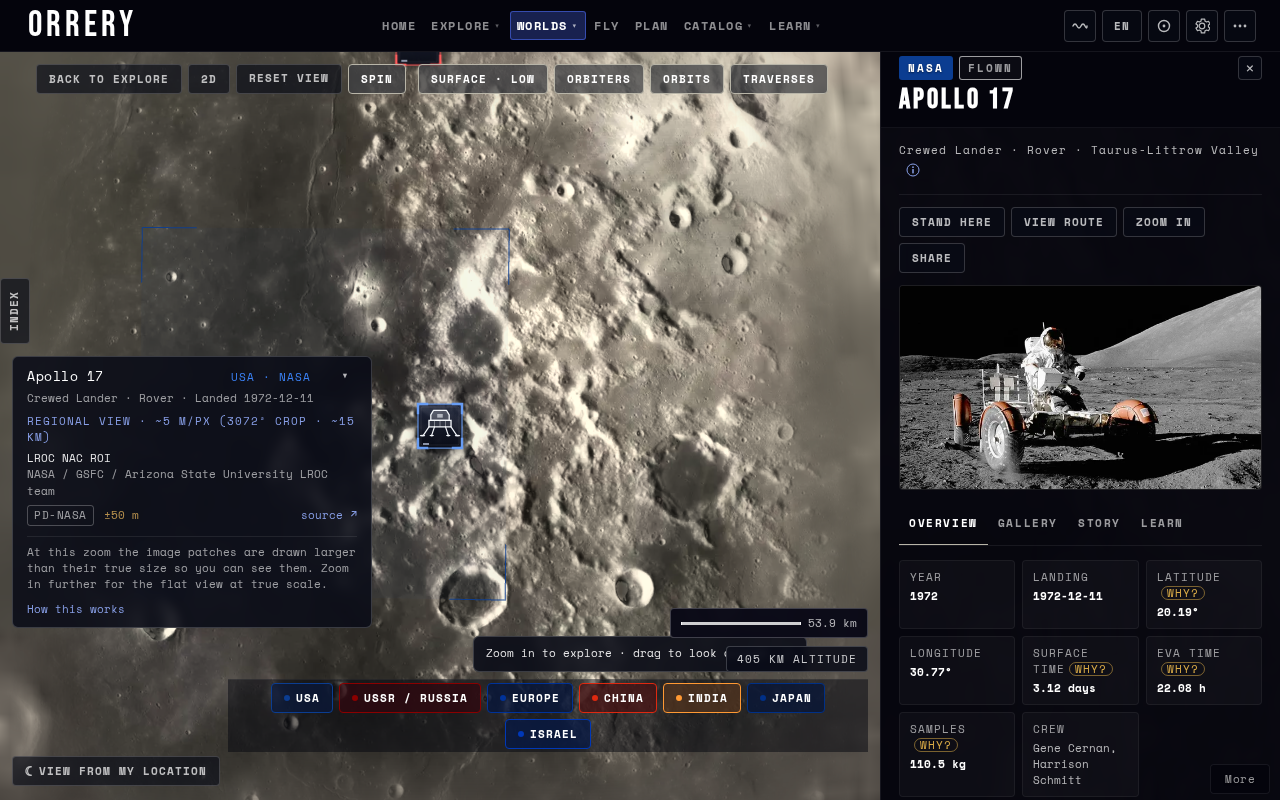 ORRERY
HOME EXPLORE WORLDS FLY PLAN CATALOG LEARN
EN
BACK TO EXPLORE 2D RESET VIEW SPIN SURFACE · LOW ORBITERS ORBITS TRAVERSES
INDEX
Apollo 17 USA · NASA
Crewed Lander · Rover · Landed 1972-12-11
REGIONAL VIEW · ~5 M/PX (3072² CROP · ~15
KM)
LROC NAC ROI
NASA / GSFC / Arizona State University LROC
team
PD-NASA ±50 m source ↗
At this zoom the image patches are drawn larger
than their true size so you can see them. Zoom
in further for the flat view at true scale.
How this works
53.9 km
Zoom in to explore · drag to look
405 KM ALTITUDE
USA USSR / RUSSIA EUROPE CHINA INDIA JAPAN
ISRAEL
VIEW FROM MY LOCATION
NASA FLOWN
×
APOLLO 17
Crewed Lander · Rover · Taurus-Littrow Valley
STAND HERE VIEW ROUTE ZOOM IN
SHARE
OVERVIEW GALLERY STORY LEARN
YEAR
1972
LANDING
1972-12-11
LATITUDE
WHY?
20.19°
LONGITUDE
30.77°
SURFACE
TIME WHY?
3.12 days
EVA TIME
WHY?
22.08 h
SAMPLES
WHY?
110.5 kg
CREW
Gene Cernan,
Harrison
Schmitt
More